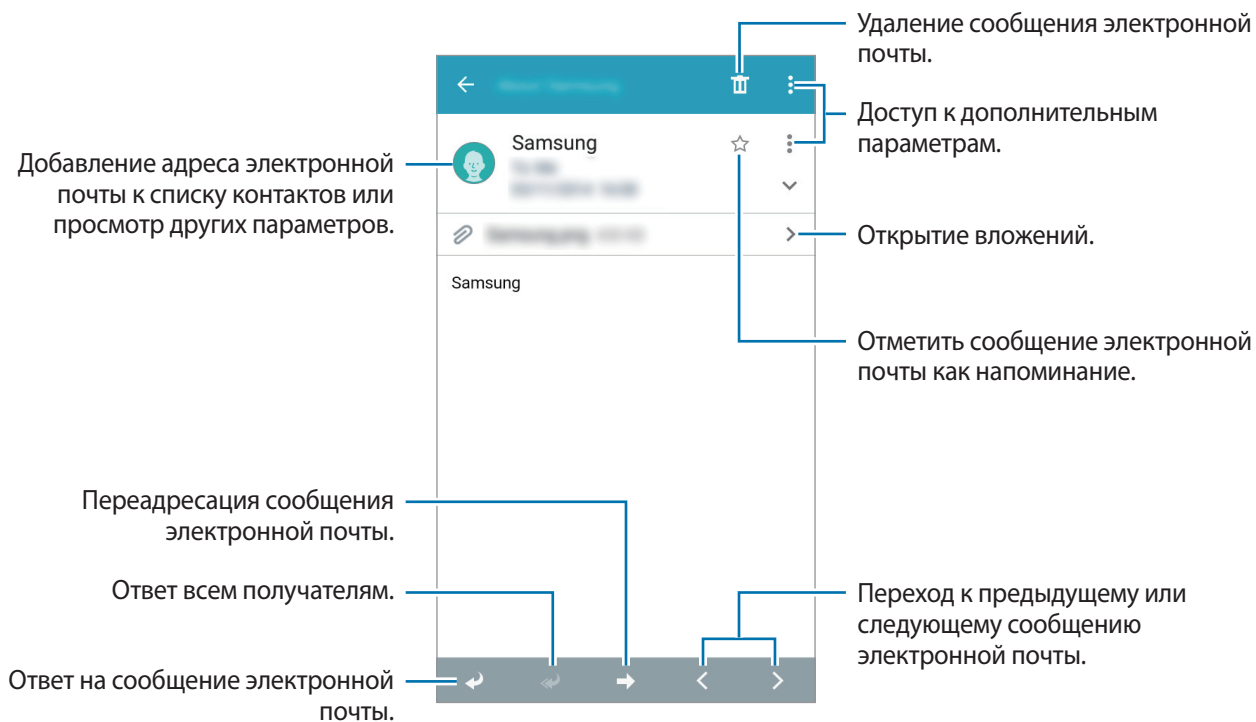 Удаление сообщения электронной
почты.
Доступ к дополнительным
параметрам.
Samsung
Добавление адреса электронной
почты к списку контактов или
просмотр других параметров.
Открытие вложений.
Samsung
Отметить сообщение электронной
почты как напоминание.
Переадресация сообщения
электронной почты.
Ответ всем получателям.
Переход к предыдущему или
следующему сообщению
электронной почты.
Ответ на сообщение электронной
почты.